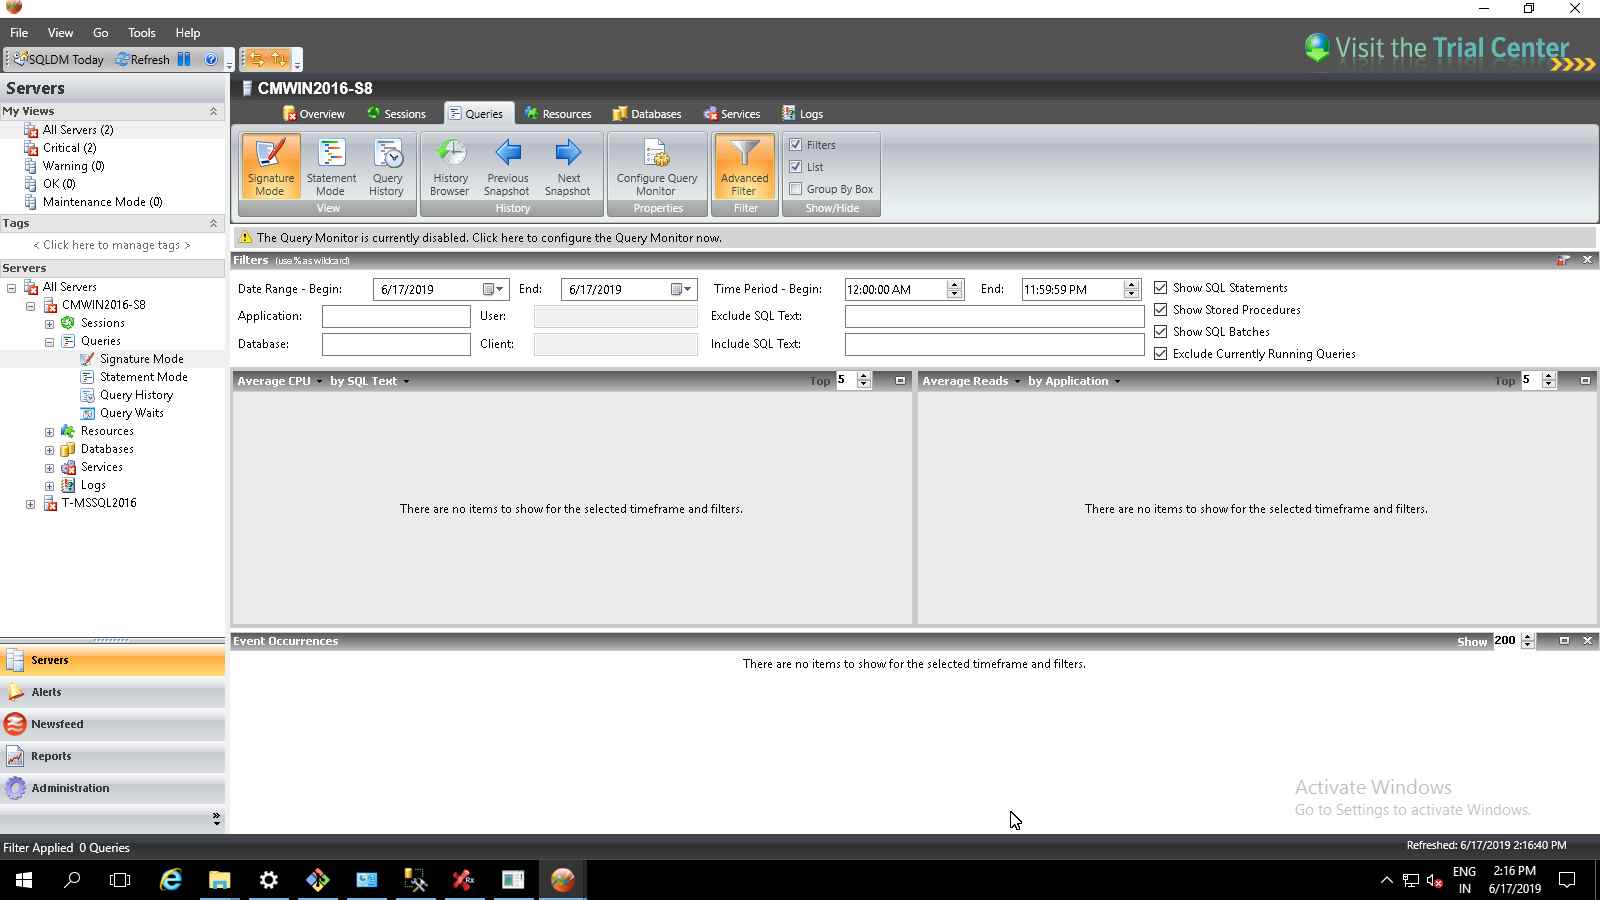 File View Go Tools Help
Visit the Trial Center
SQLDM Today Refresh
Servers
CMWIN2016-S8
My Views
All Servers (2)
Critical (2)
Warning (0)
OK (0)
Maintenance Mode (0)
Tags
< Click here to manage tags >
Servers
All Servers
CMWIN2016-S8
Sessions
Queries
Signature Mode
Statement Mode
Query History
Query Waits
Resources
Databases
Services
Logs
T-MSSQL2016
Servers
Alerts
Newsfeed
Reports
Administration
Overview Sessions Queries Resources Databases Services Logs
Signature Mode
Statement Mode
Query History
View
History Browser
Previous Snapshot
Next Snapshot
History
Configure Query Monitor
Properties
Advanced Filter
Filter
Filters
List
Group By Box
Show/Hide
The Query Monitor is currently disabled. Click here to configure the Query Monitor now.
Filters (use % as wildcard)
Date Range - Begin: 6/17/2019 End: 6/17/2019 Time Period - Begin: 12:00:00 AM End: 11:59:59 PM Show SQL Statements
Application: User: Exclude SQL Text: Show Stored Procedures
Show SQL Batches
Database: Client: Include SQL Text: Exclude Currently Running Queries
Average CPU by SQL Text Top 5
Average Reads by Application Top 5
There are no items to show for the selected timeframe and filters.
There are no items to show for the selected timeframe and filters.
Event Occurrences Show 200
There are no items to show for the selected timeframe and filters.
Activate Windows
Go to Settings to activate Windows.
Filter Applied 0 Queries
Refreshed: 6/17/2019 2:16:40 PM
ENG
IN
2:16 PM
6/17/2019